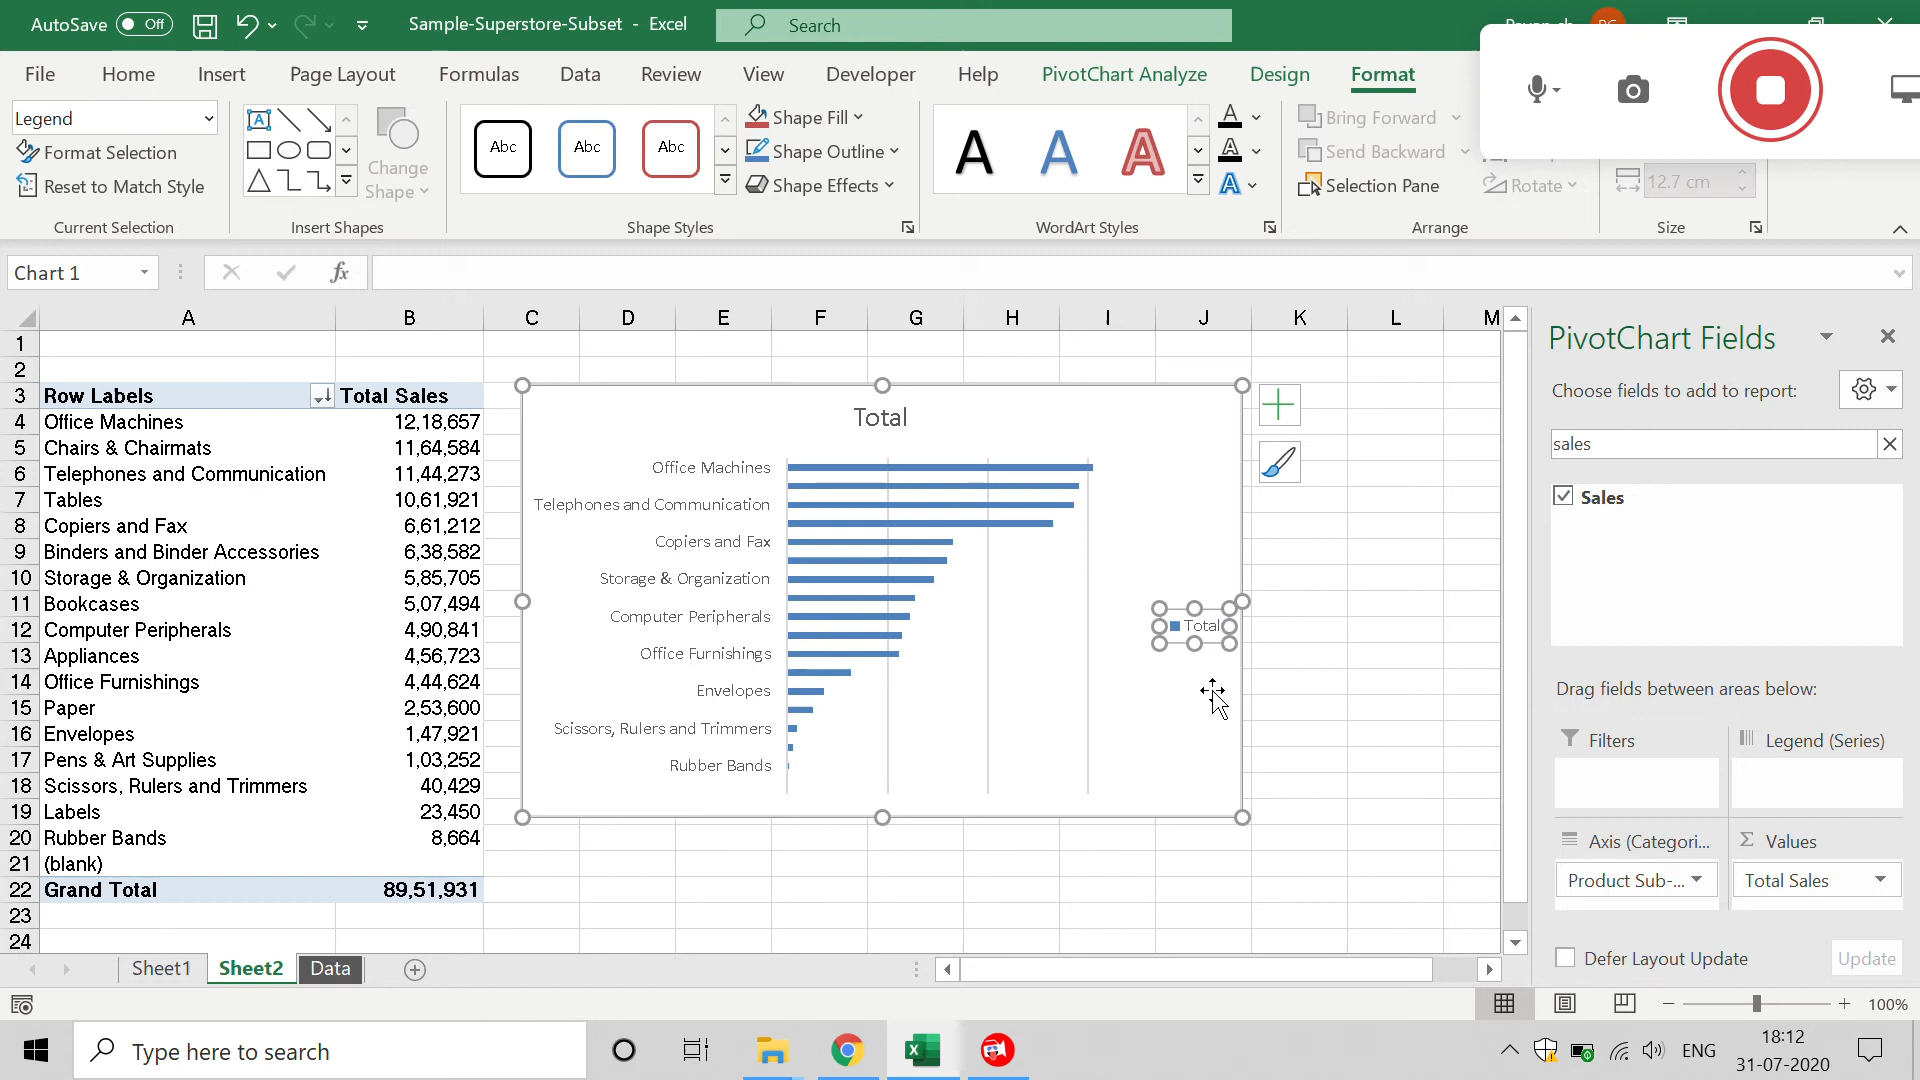 AutoSave Off Sample-Superstore-Subset - Excel Search
File Home Insert Page Layout Formulas Data Review View Developer Help PivotChart Analyze Design Format
Legend
Format Selection
Reset to Match Style
Current Selection
Change
Shape
Insert Shapes
Abc Abc Abc
Shape Fill
Shape Outline
Shape Effects
Shape Styles
A A A
WordArt Styles
Bring Forward
Send Backward
Selection Pane
Rotate
Arrange
12.7 cm
Size
Chart 1 fx
A B C D E F G H I J K L M
1
2
3 Row Labels Total Sales
4 Office Machines 12,18,657
5 Chairs & Chairmats 11,64,584
6 Telephones and Communication 11,44,273
7 Tables 10,61,921
8 Copiers and Fax 6,61,212
9 Binders and Binder Accessories 6,38,582
10 Storage & Organization 5,85,705
11 Bookcases 5,07,494
12 Computer Peripherals 4,90,841
13 Appliances 4,56,723
14 Office Furnishings 4,44,624
15 Paper 2,53,600
16 Envelopes 1,47,921
17 Pens & Art Supplies 1,03,252
18 Scissors, Rulers and Trimmers 40,429
19 Labels 23,450
20 Rubber Bands 8,664
21 (blank)
22 Grand Total 89,51,931
23
24
Total
Office Machines
Telephones and Communication
Copiers and Fax
Storage & Organization
Computer Peripherals
Office Furnishings
Envelopes
Scissors, Rulers and Trimmers
Rubber Bands
Total
PivotChart Fields
Choose fields to add to report:
sales
Sales
Drag fields between areas below:
Filters
Legend (Series)
Axis (Categori...
Values
Product Sub-...
Total Sales
Defer Layout Update
Update
Sheet1 Sheet2 Data
100%
Type here to search
ENG
18:12
31-07-2020